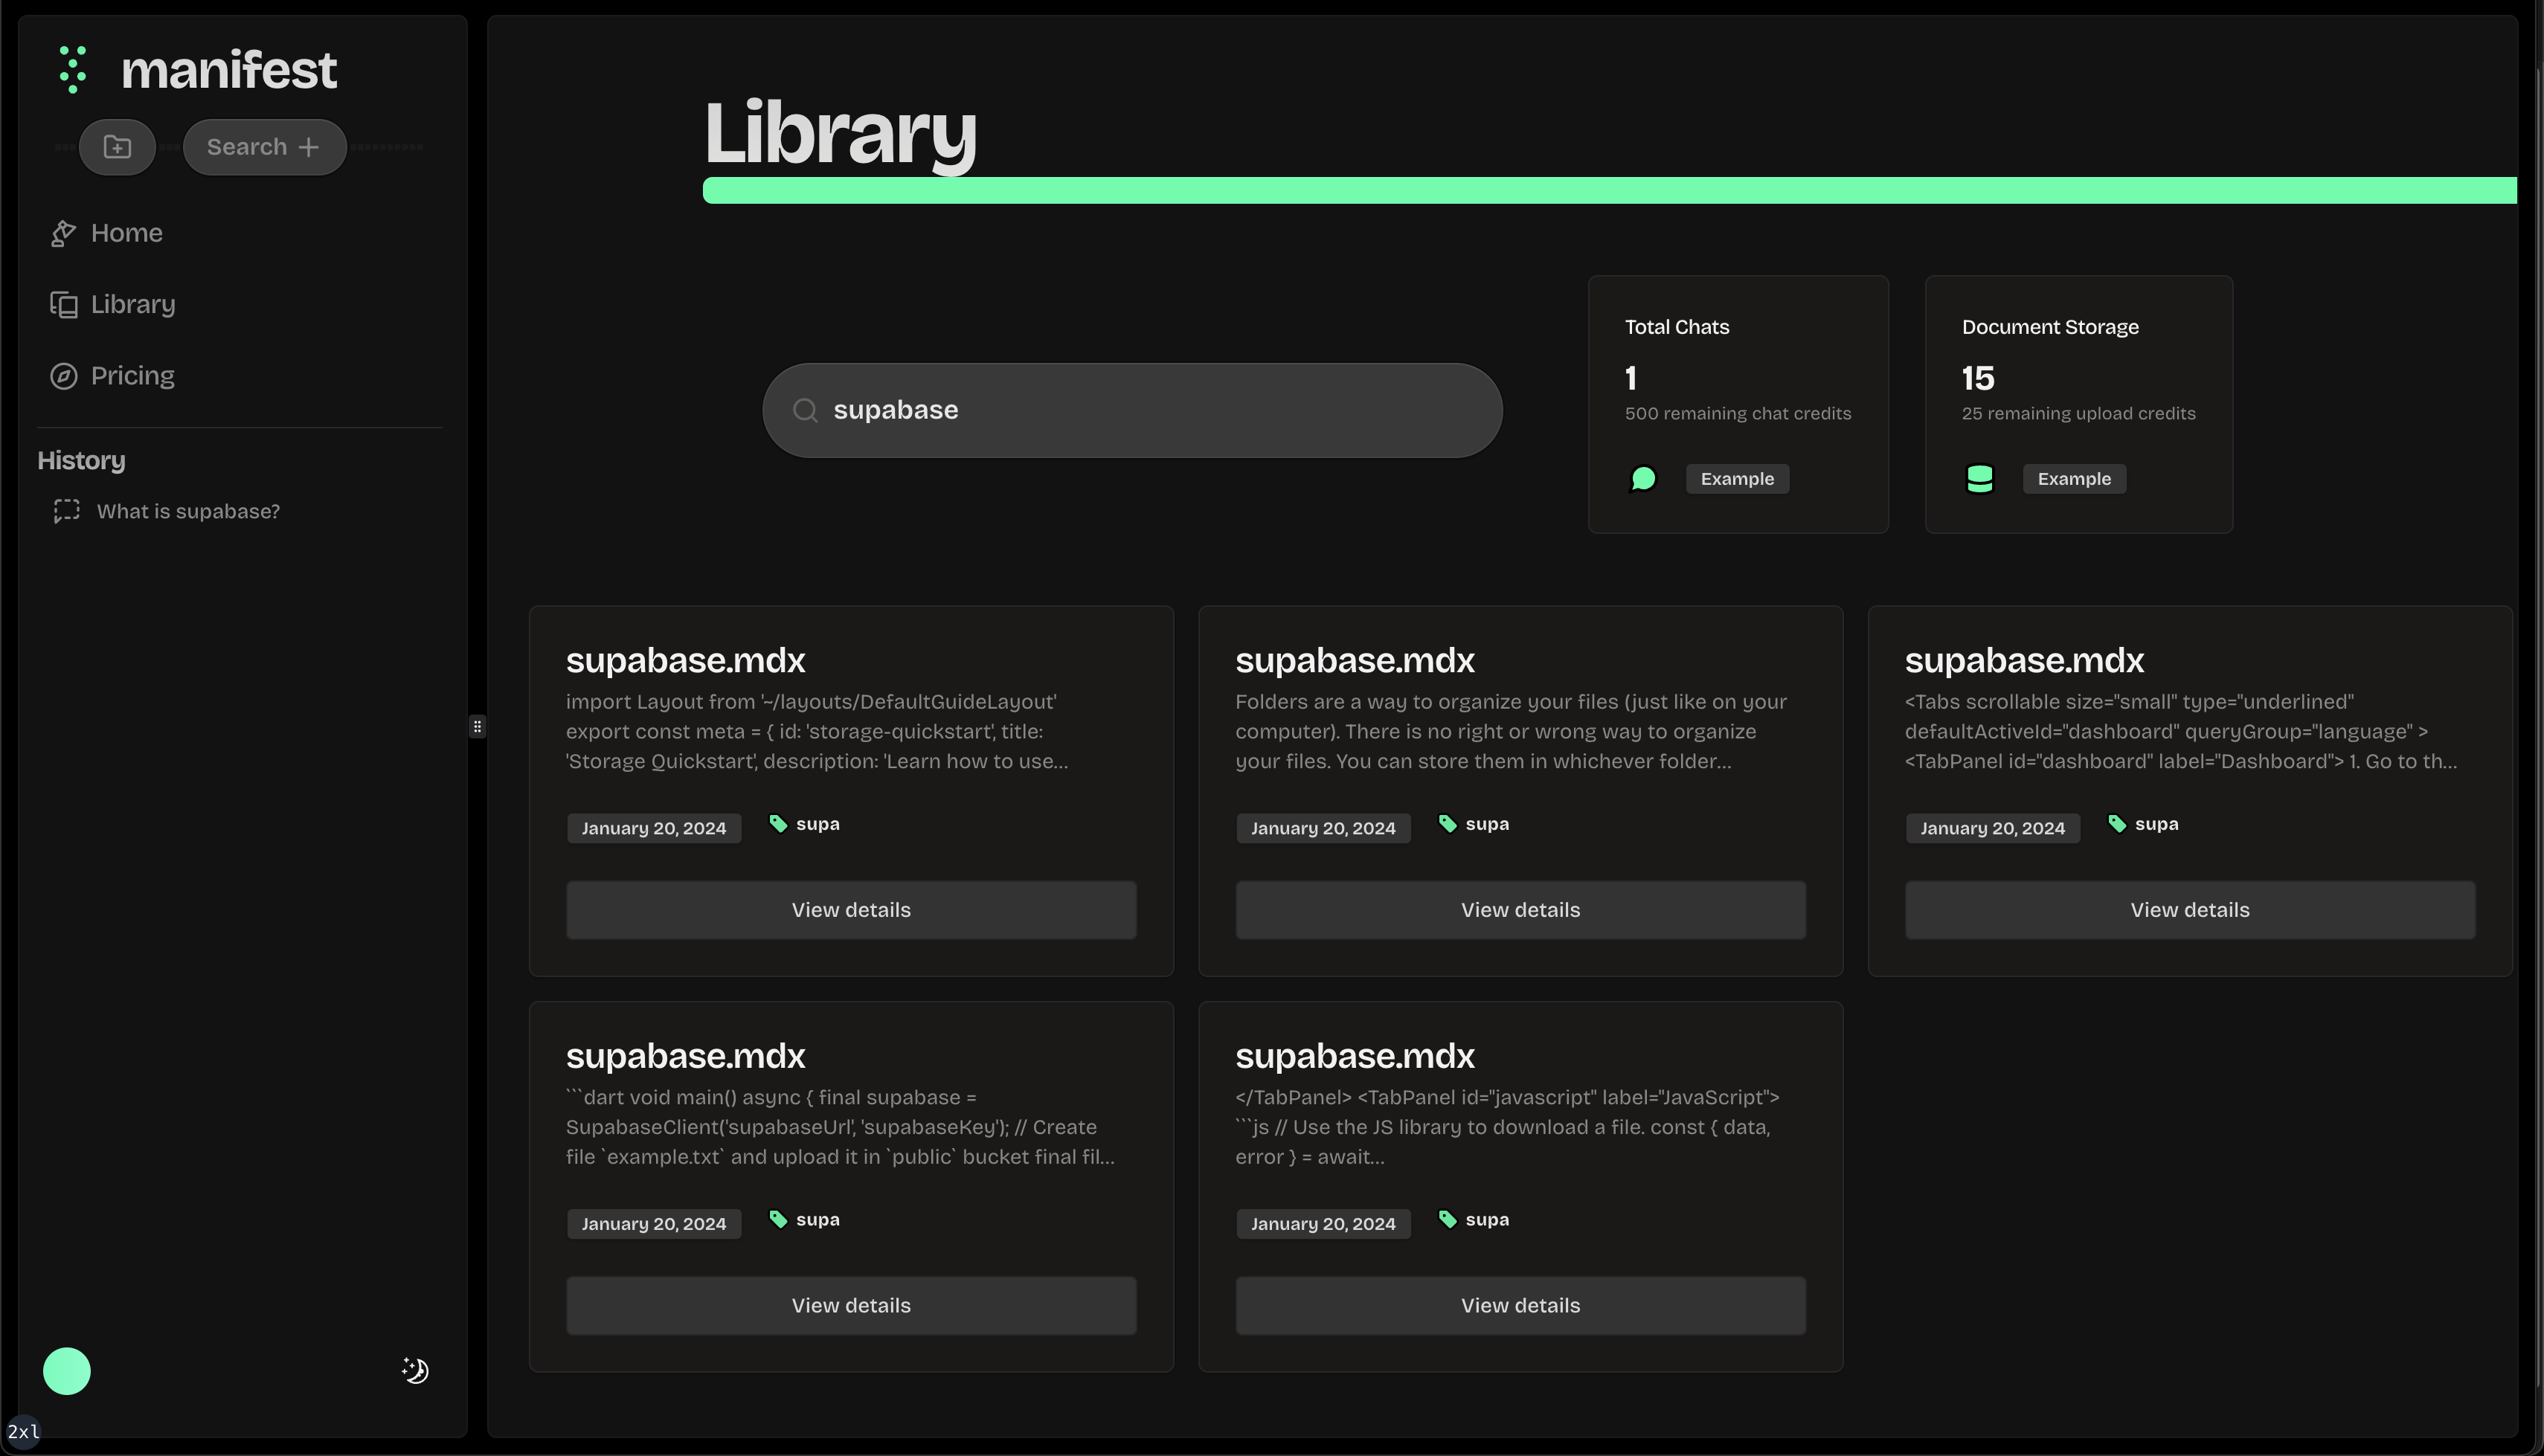 manifest
Search
Home
Library
Pricing
History
What is supabase?
2xl
Library
supabase
Total Chats
1
500 remaining chat credits
Example
Document Storage
15
25 remaining upload credits
Example
supabase.mdx
import Layout from '~/layouts/DefaultGuideLayout'
export const meta = { id: 'storage-quickstart', title:
'Storage Quickstart', description: 'Learn how to use...
January 20, 2024
supa
View details
supabase.mdx
Folders are a way to organize your files (just like on your
computer). There is no right or wrong way to organize
your files. You can store them in whichever folder...
January 20, 2024
supa
View details
supabase.mdx
<Tabs scrollable size="small" type="underlined"
defaultActiveId="dashboard" queryGroup="language" >
<TabPanel id="dashboard" label="Dashboard"> 1. Go to th...
January 20, 2024
supa
View details
supabase.mdx
```dart void main() async { final supabase =
SupabaseClient('supabaseUrl', 'supabaseKey'); // Create
file `example.txt` and upload it in `public` bucket final fil...
January 20, 2024
supa
View details
supabase.mdx
</TabPanel> <TabPanel id="javascript" label="JavaScript">
```js // Use the JS library to download a file. const { data,
error } = await...
January 20, 2024
supa
View details